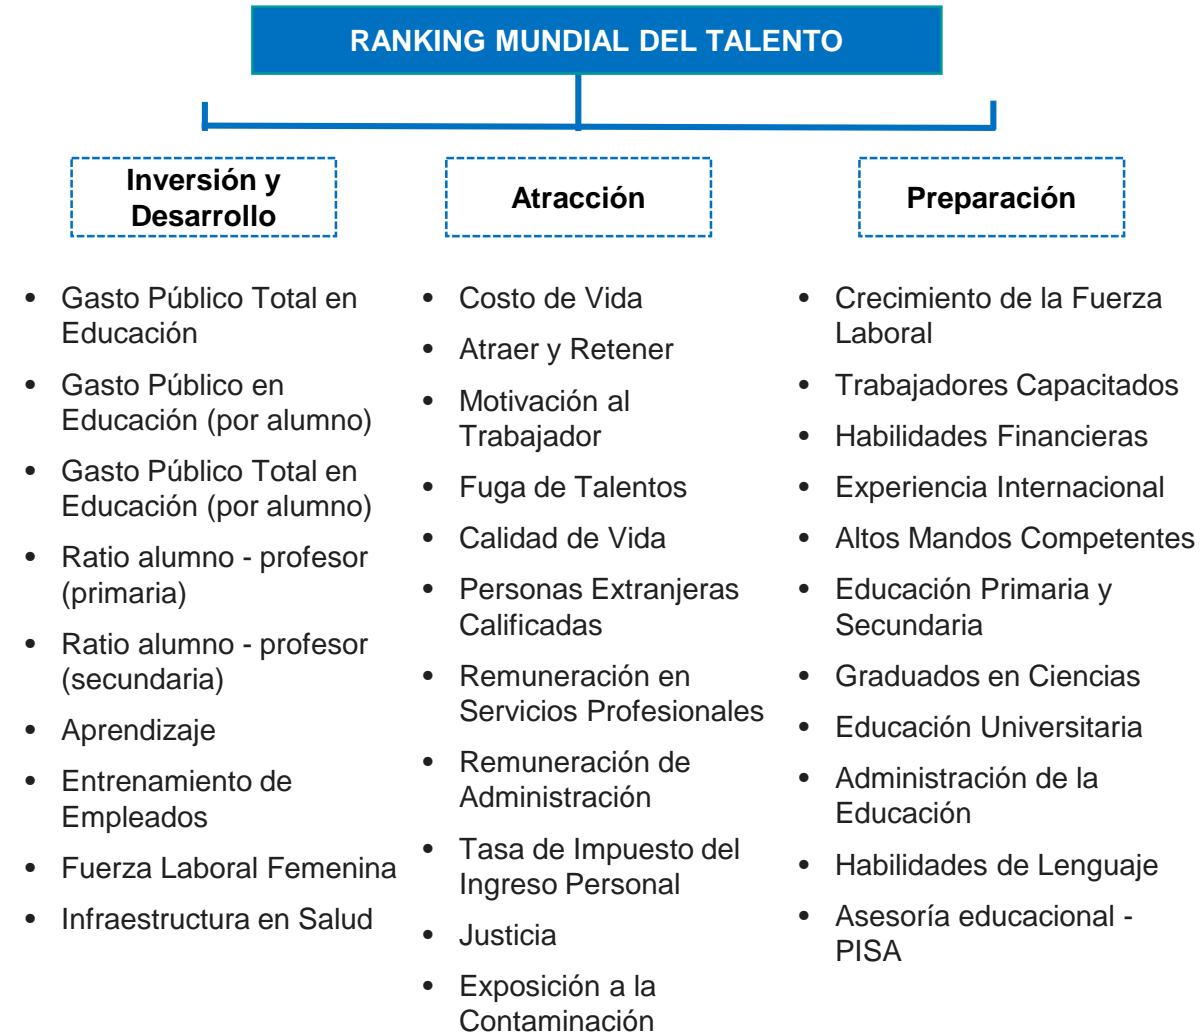 RANKING MUNDIAL DEL TALENTO
Inversión y
Desarrollo
• Gasto Público Total en
Educación
• Gasto Público en
Educación (por alumno)
• Gasto Público Total en
Educación (por alumno)
• Ratio alumno - profesor
(primaria)
• Ratio alumno - profesor
(secundaria)
• Aprendizaje
• Entrenamiento de
Empleados
• Fuerza Laboral Femenina
• Infraestructura en Salud
Atracción
• Costo de Vida
• Atraer y Retener
• Motivación al
Trabajador
• Fuga de Talentos
• Calidad de Vida
• Personas Extranjeras
Calificadas
• Remuneración en
Servicios Profesionales
• Remuneración de
Administración
• Tasa de Impuesto del
Ingreso Personal
• Justicia
• Exposición a la
Contaminación
Preparación
• Crecimiento de la Fuerza
Laboral
• Trabajadores Capacitados
• Habilidades Financieras
• Experiencia Internacional
• Altos Mandos Competentes
• Educación Primaria y
Secundaria
• Graduados en Ciencias
• Educación Universitaria
• Administración de la
Educación
• Habilidades de Lenguaje
• Asesoría educacional -
PISA